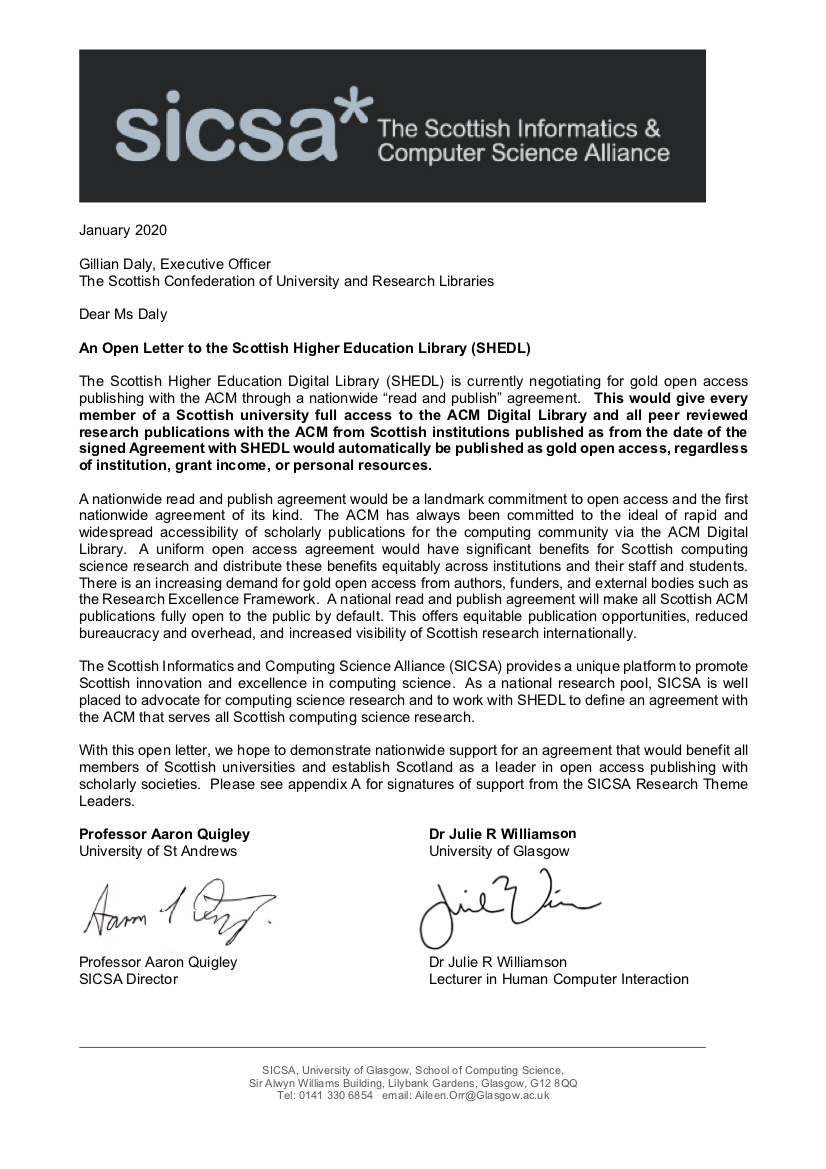 sicsa* The Scottish Informatics &
Computer Science Alliance
January 2020
Gillian Daly, Executive Officer
The Scottish Confederation of University and Research Libraries
Dear Ms Daly
An Open Letter to the Scottish Higher Education Library (SHEDL)
The Scottish Higher Education Digital Library (SHEDL) is currently negotiating for gold open access
publishing with the ACM through a nationwide “read and publish” agreement. This would give every
member of a Scottish university full access to the ACM Digital Library and all peer reviewed
research publications with the ACM from Scottish institutions published as from the date of the
signed Agreement with SHEDL would automatically be published as gold open access, regardless
of institution, grant income, or personal resources.
A nationwide read and publish agreement would be a landmark commitment to open access and the first
nationwide agreement of its kind. The ACM has always been committed to the ideal of rapid and
widespread accessibility of scholarly publications for the computing community via the ACM Digital
Library. A uniform open access agreement would have significant benefits for Scottish computing
science research and distribute these benefits equitably across institutions and their staff and students.
There is an increasing demand for gold open access from authors, funders, and external bodies such as
the Research Excellence Framework. A national read and publish agreement will make all Scottish ACM
publications fully open to the public by default. This offers equitable publication opportunities, reduced
bureaucracy and overhead, and increased visibility of Scottish research internationally.
The Scottish Informatics and Computing Science Alliance (SICSA) provides a unique platform to promote
Scottish innovation and excellence in computing science. As a national research pool, SICSA is well
placed to advocate for computing science research and to work with SHEDL to define an agreement with
the ACM that serves all Scottish computing science research.
With this open letter, we hope to demonstrate nationwide support for an agreement that would benefit all
members of Scottish universities and establish Scotland as a leader in open access publishing with
scholarly societies. Please see appendix A for signatures of support from the SICSA Research Theme
Leaders.
Professor Aaron Quigley Dr Julie R Williamson
University of St Andrews University of Glasgow
Professor Aaron Quigley Dr Julie R Williamson
SICSA Director Lecturer in Human Computer Interaction
SICSA, University of Glasgow, School of Computing Science,
Sir Alwyn Williams Building, Lilybank Gardens, Glasgow, G12 8QQ
Tel: 0141 330 6854 email: Aileen.Orr@Glasgow.ac.uk